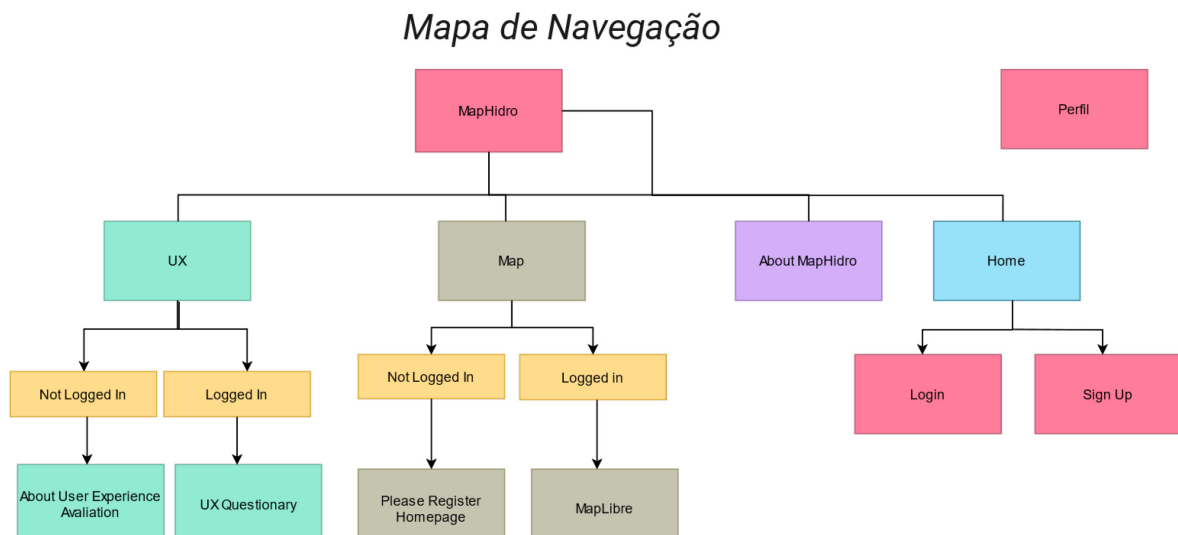 Mapa de Navegação
MapHidro
Perfil
UX
Map
About MapHidro
Home
Not Logged In
Logged In
Not Logged In
Logged in
Login
Sign Up
About User Experience
Avaliation
UX Questionary
Please Register
Homepage
MapLibre